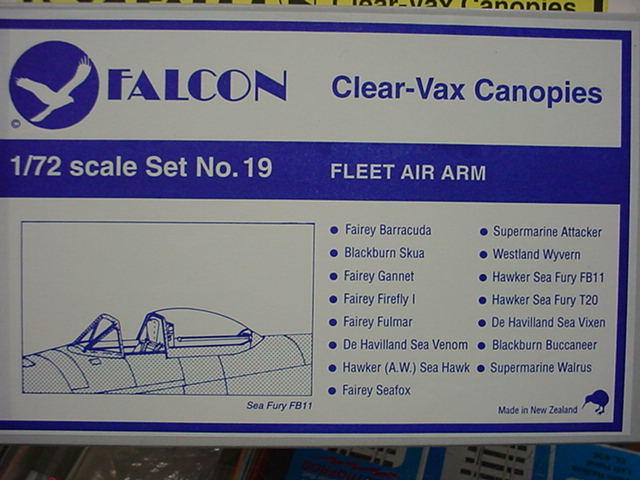 Clear-Vax Canopies
FALCON
Clear-Vax Canopies
©
1/72 scale Set No. 19
FLEET AIR ARM
• Fairey Barracuda
• Blackburn Skua
• Fairey Gannet
• Fairey Firefly I
• Fairey Fulmar
• De Havilland Sea Venom
• Hawker (A.W.) Sea Hawk
• Fairey Seafox
• Supermarine Attacker
• Westland Wyvern
• Hawker Sea Fury FB11
• Hawker Sea Fury T20
• De Havilland Sea Vixen
• Blackburn Buccaneer
• Supermarine Walrus
Sea Fury FB11
Made in New Zealand